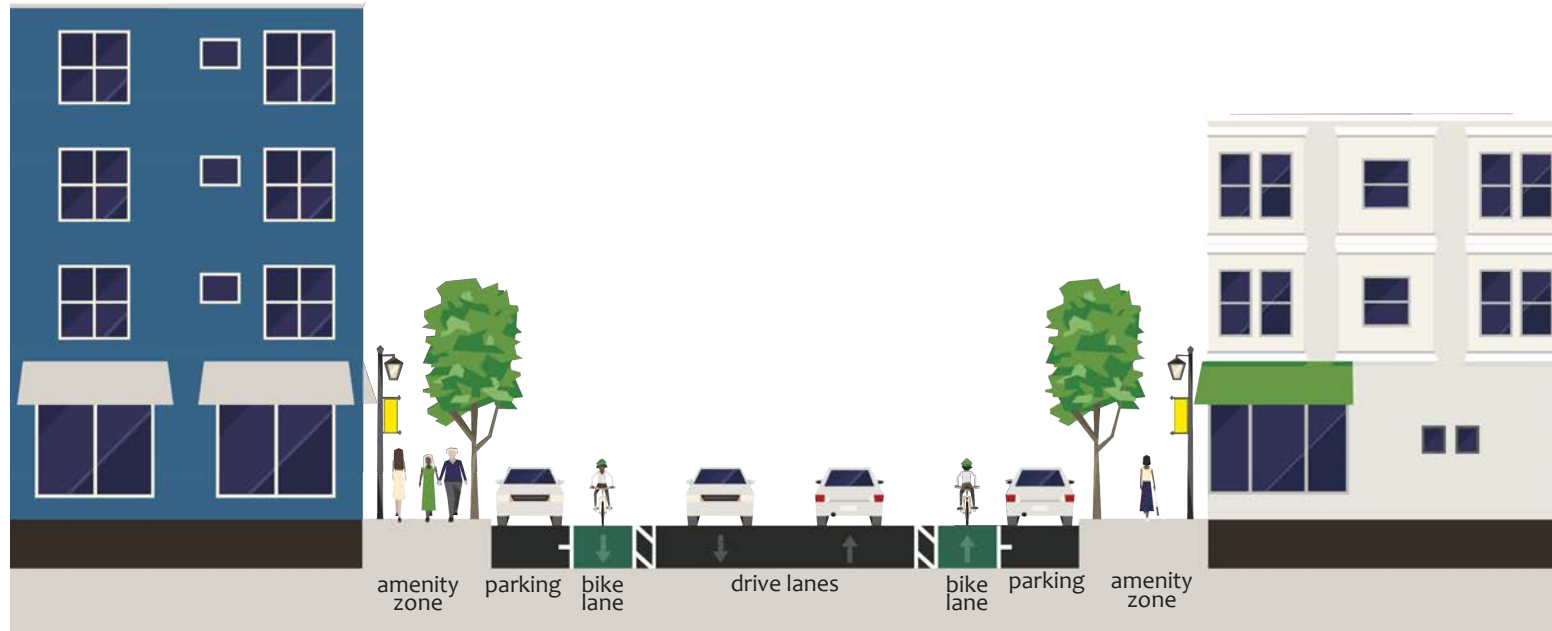 amenity
zone
parking
bike
lane
drive lanes
bike
lane
parking
amenity
zone